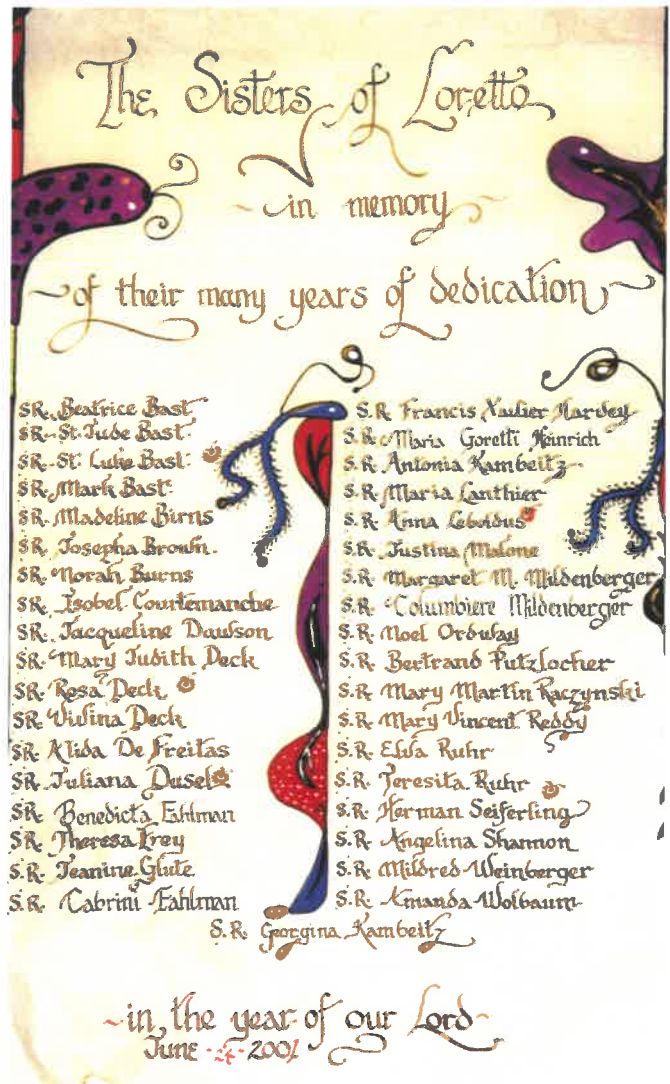 The Sisters of Loretto
in memory
of their many years of dedication
SR. Beatrice Bast
SR. St. Jude Bast
SR. St. Luke Bast
SR. Mark Bast
SR. Madeline Birns
SR. Josepha Brown
SR. Norah Burns
SR. Isobel Courtemanche
SR. Jacqueline Dawson
SR. Mary Judith Deck
SR. Rosa Deck
SR. Vivina Deck
SR. Alida De Freitas
SR. Juliana Dusel
S.R. Benedicta Fahlman
S.R. Theresa Frey
S.R. Jeanine Glute
S.R. Cabrini Fahlman
S.R. Francis Xavier Hardey
S.R. Maria Goretti Heinrich
S.R. Antonia Kambeitz
S.R. Maria Lanthier
S.R. Anna Leboldus
S.R. Justina Malone
S.R. Margaret M. Mildenberger
S.R. Columbiere Mildenberger
S.R. Noel Ordway
S.R. Bertrand Putzlocher
S.R. Mary Martin Raczynski
S.R. Mary Vincent Reddy
S.R. Elva Ruhr
S.R. Teresita Ruhr
S.R. Herman Seiferling
S.R. Angelina Shannon
S.R. Mildred Weinberger
S.R. Amanda Wolbaum
S.R. Georgina Kambeitz
in the year of our Lord
June 2001